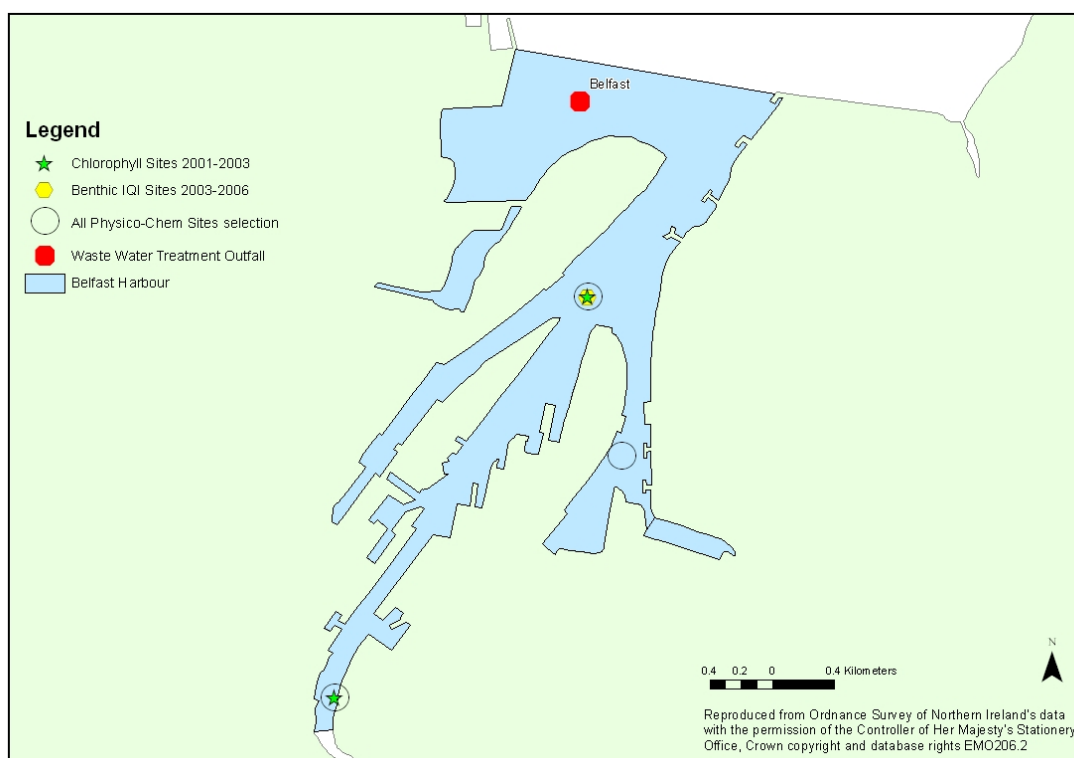 Belfast
Legend
Chlorophyll Sites 2001-2003
Benthic IQI Sites 2003-2006
All Physico-Chem Sites selection
Waste Water Treatment Outfall
Belfast Harbour
N
0.4 0.2 0 0.4 Kilometers
Reproduced from Ordnance Survey of Northern Ireland's data
with the permission of the Controller of Her Majesty's Stationery
Office, Crown copyright and database rights EMO206.2